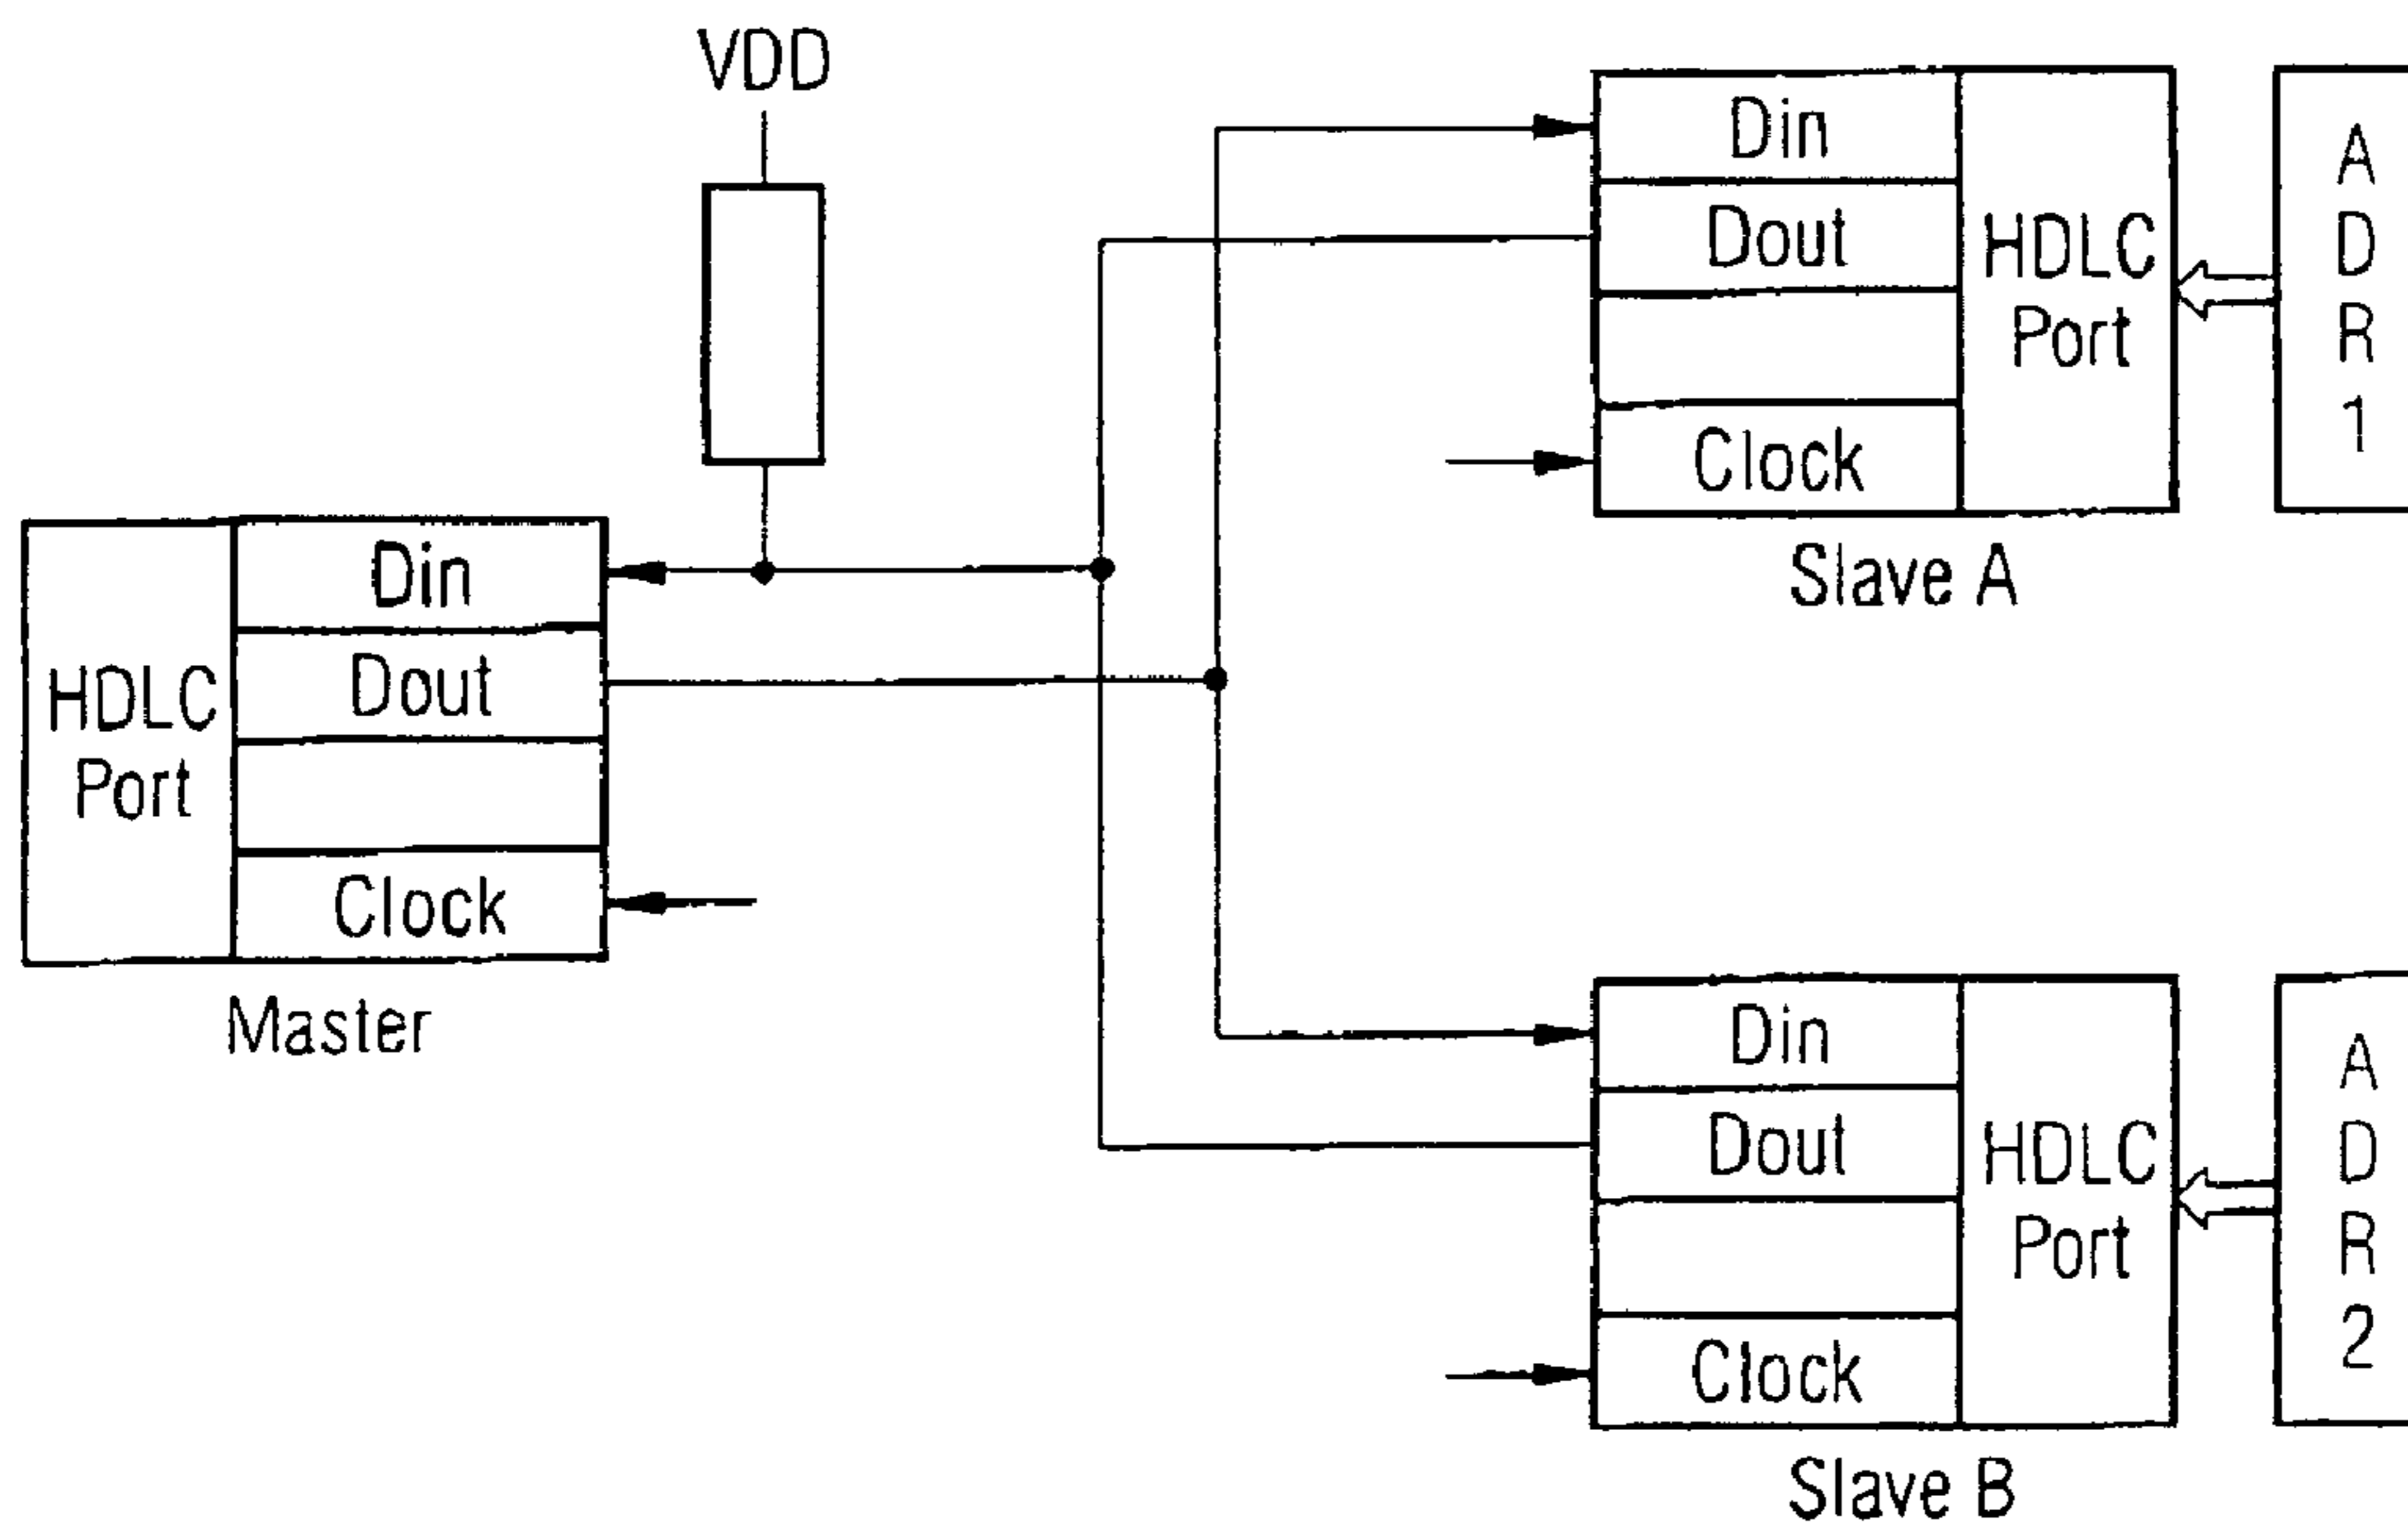 VDD
Din
Dout
Clock
HDLC
Port
A
D
R
1
Slave A
Din
Dout
Clock
HDLC
Port
Master
Din
Dout
Clock
HDLC
Port
A
D
R
2
Slave B